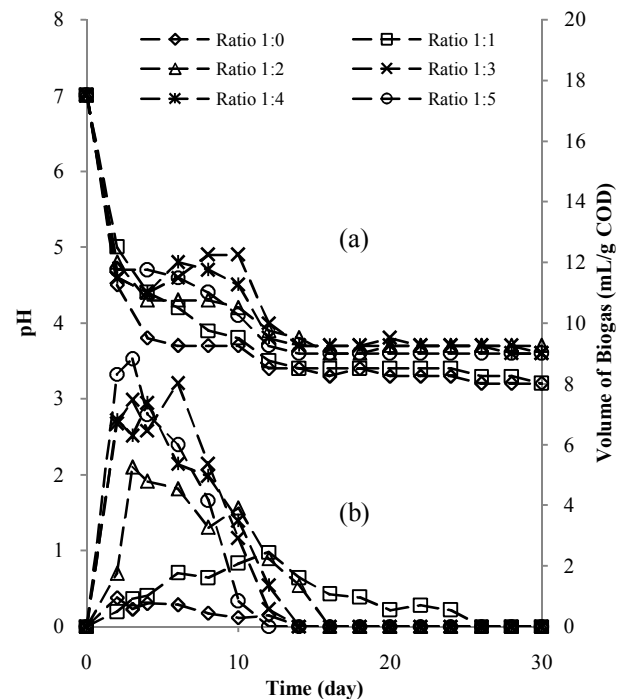 8
7
6
5
4
3
2
1
0
pH
20
18
16
14
12
10
8
6
4
2
0
Volume of Biogas (mL/g COD)
Ratio 1:0
Ratio 1:1
Ratio 1:2
Ratio 1:3
Ratio 1:4
Ratio 1:5
(a)
(b)
0
10
20
30
Time (day)